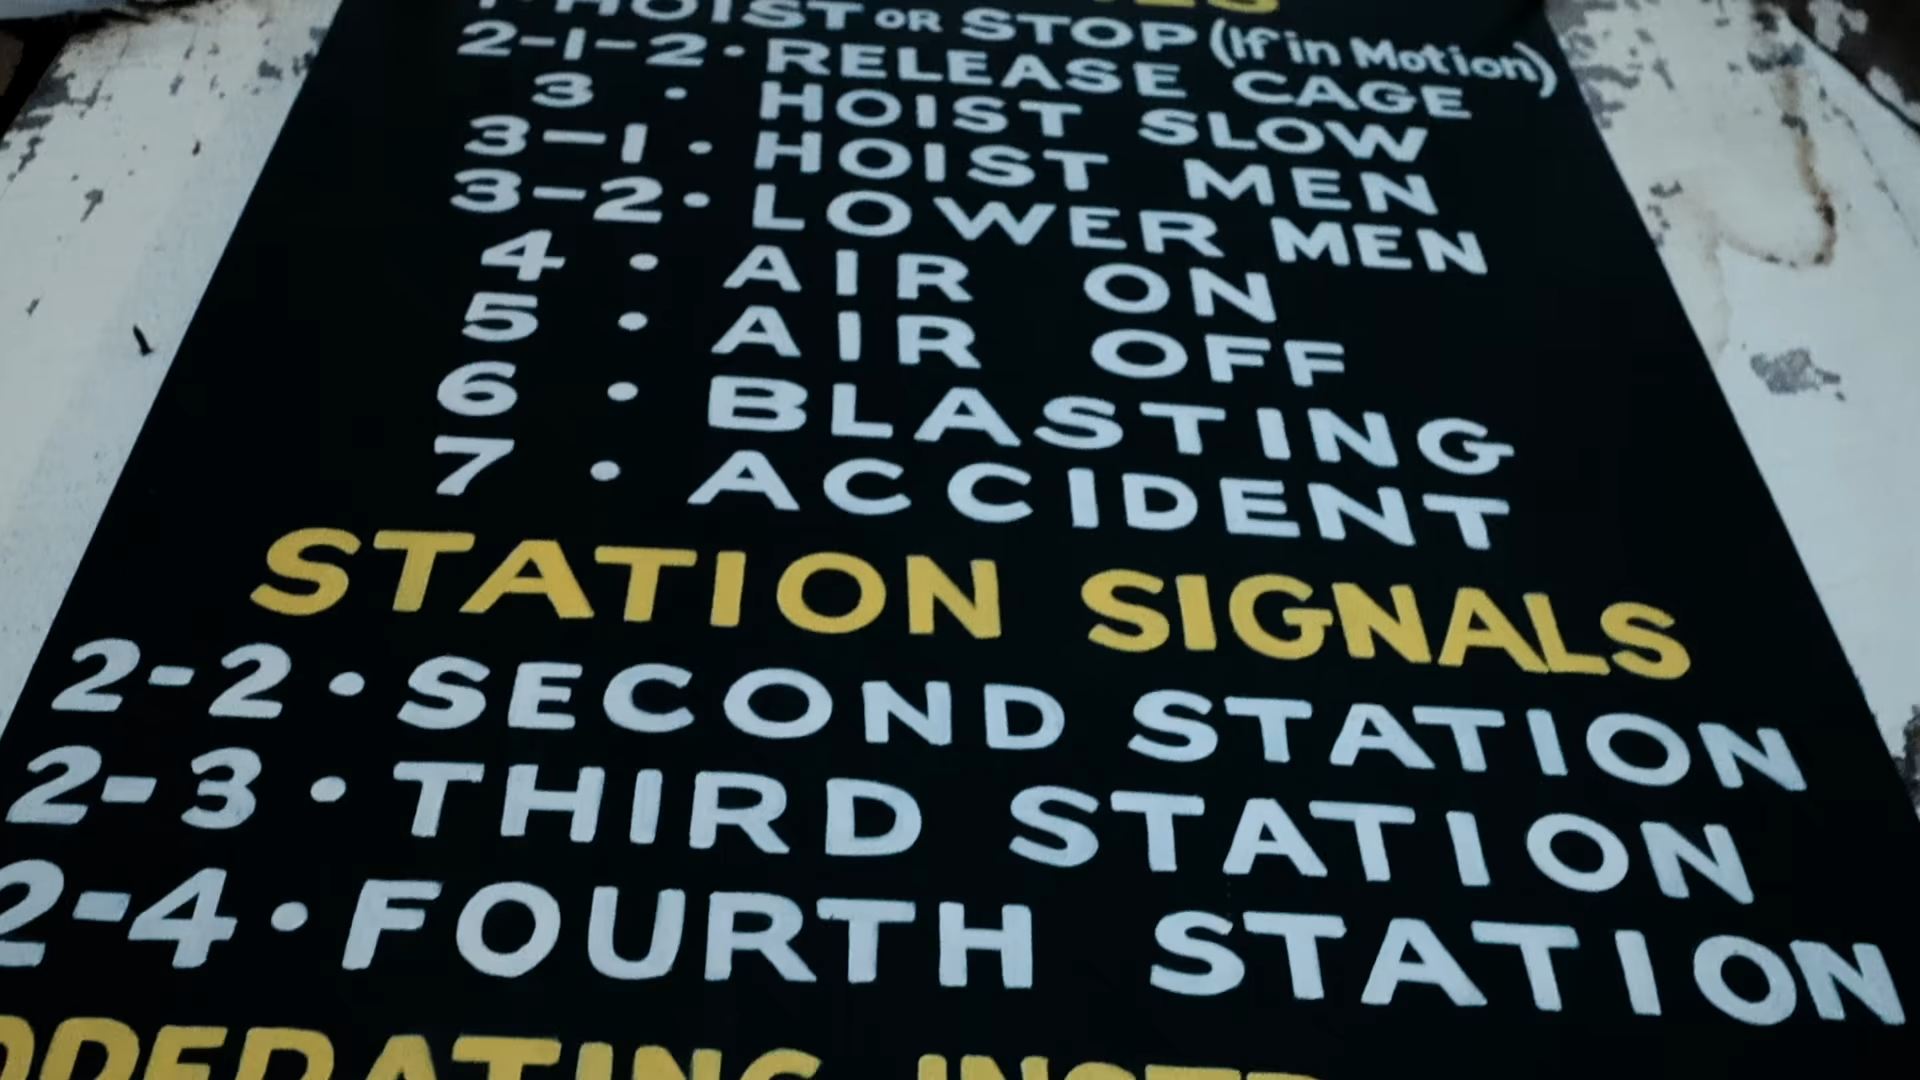 1 · HOIST OR STOP (If in Motion)
2-1-2 · RELEASE CAGE
3 · HOIST SLOW
3-1 · HOIST MEN
3-2 · LOWER MEN
4 · AIR ON
5 · AIR OFF
6 · BLASTING
7 · ACCIDENT
STATION SIGNALS
2-2 · SECOND STATION
2-3 · THIRD STATION
2-4 · FOURTH STATION
OPERATING